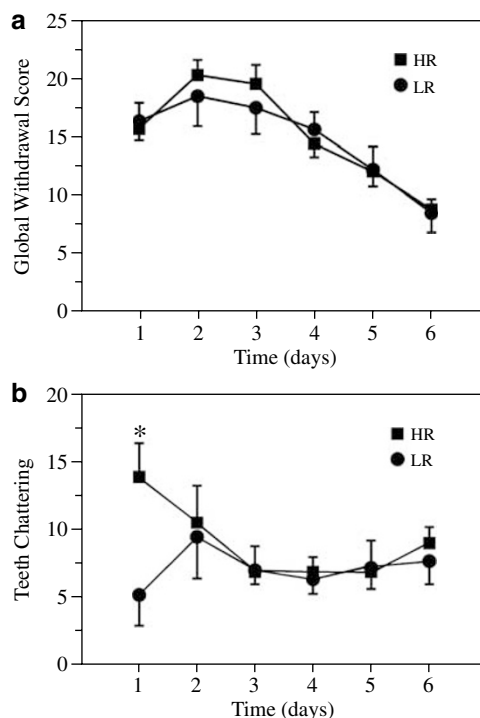 a
25
20
15
10
5
0
Global Withdrawal Score
HR
LR
1 2 3 4 5 6
Time (days)
b
20
15
10
5
0
Teeth Chattering
*
HR
LR
1 2 3 4 5 6
Time (days)